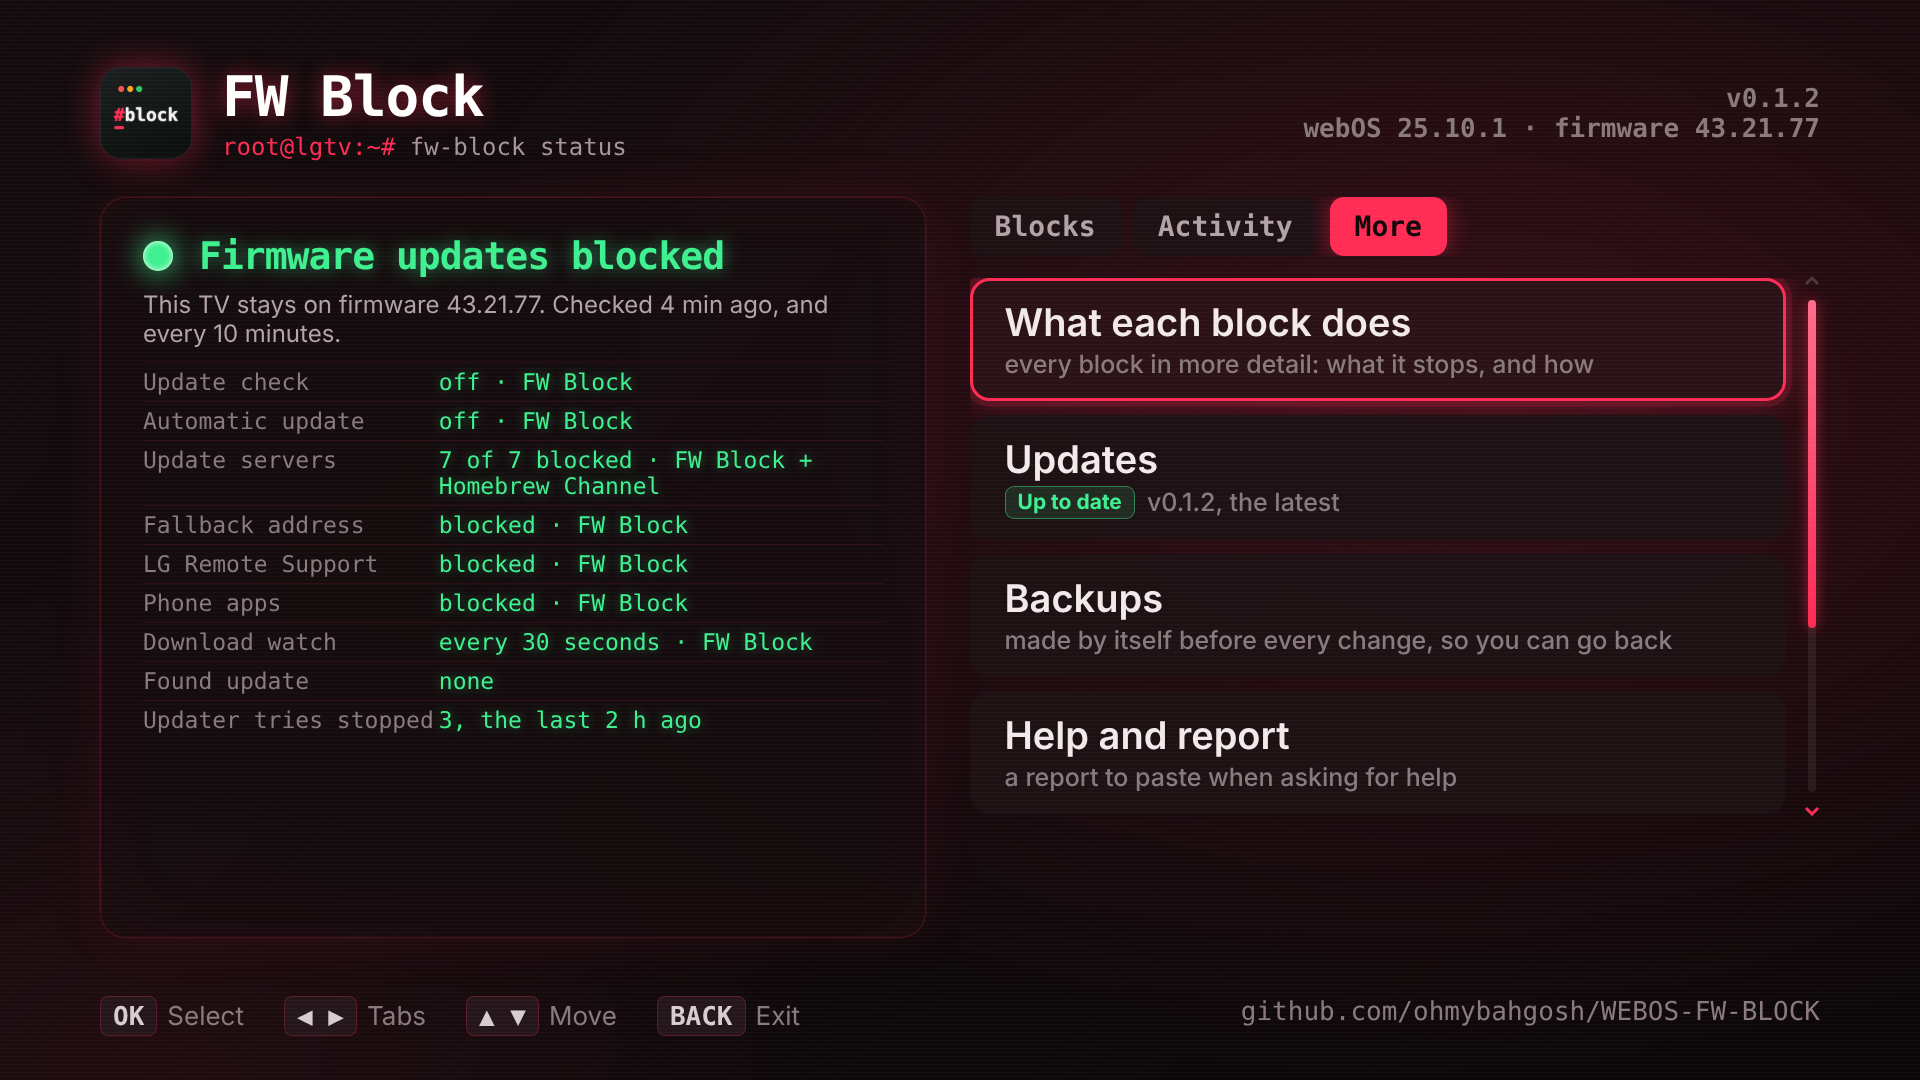 #block
FW Block
root@lgtv:~# fw-block status
v0.1.2
webOS 25.10.1 · firmware 43.21.77
Firmware updates blocked
This TV stays on firmware 43.21.77. Checked 4 min ago, and
every 10 minutes.
Update check off · FW Block
Automatic update off · FW Block
Update servers 7 of 7 blocked · FW Block +
Homebrew Channel
Fallback address blocked · FW Block
LG Remote Support blocked · FW Block
Phone apps blocked · FW Block
Download watch every 30 seconds · FW Block
Found update none
Updater tries stopped 3, the last 2 h ago
Blocks Activity More
What each block does
every block in more detail: what it stops, and how
Updates
Up to date v0.1.2, the latest
Backups
made by itself before every change, so you can go back
Help and report
a report to paste when asking for help
OK Select ◀ ▶ Tabs ▲ ▼ Move BACK Exit
github.com/ohmybahgosh/WEBOS-FW-BLOCK